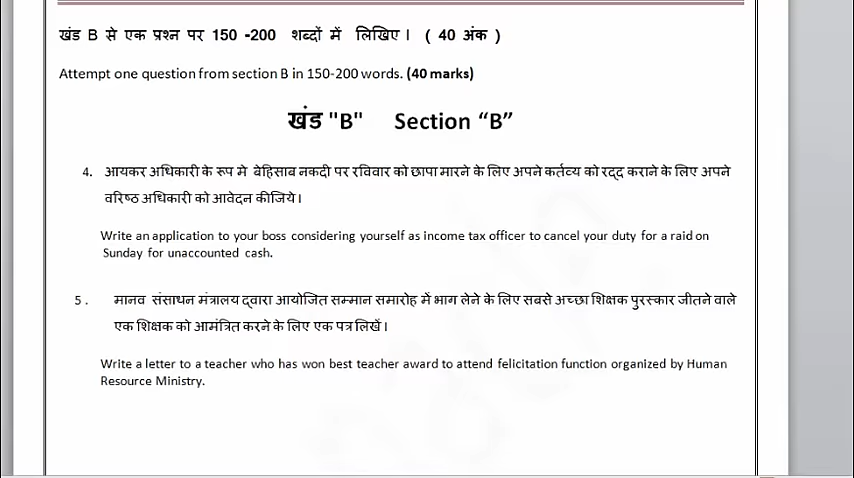 खंड B से एक प्रश्न पर 150 -200 शब्दों में लिखिए । ( 40 अंक )
Attempt one question from section B in 150-200 words. (40 marks)
खंड "B" Section “B”
4. आयकर अधिकारी के रूप मे बेहिसाब नकदी पर रविवार को छापा मारने के लिए अपने कर्तव्य को रद्द कराने के लिए अपने
वरिष्ठ अधिकारी को आवेदन कीजिये ।
Write an application to your boss considering yourself as income tax officer to cancel your duty for a raid on
Sunday for unaccounted cash.
5 . मानव संसाधन मंत्रालय द्वारा आयोजित सम्मान समारोह में भाग लेने के लिए सबसे अच्छा शिक्षक पुरस्कार जीतने वाले
एक शिक्षक को आमंत्रित करने के लिए एक पत्र लिखें ।
Write a letter to a teacher who has won best teacher award to attend felicitation function organized by Human
Resource Ministry.